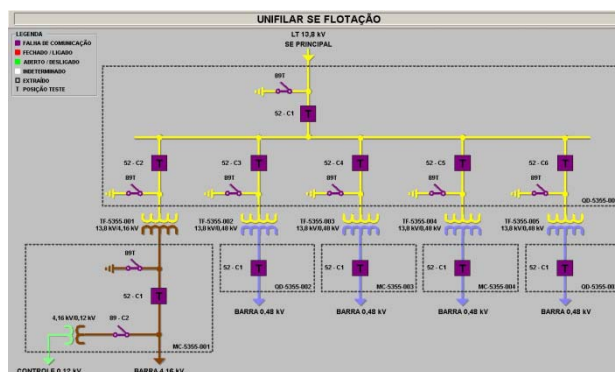 UNIFILAR SE FLOTAÇÃO
LEGENDA
FALHA DE COMUNICAÇÃO
FECHADO / LIGADO
ABERTO / DESLIGADO
INDETERMINADO
EXTRAÍDO
T POSIÇÃO TESTE
LT 13,8 kV
SE PRINCIPAL
89T
52 - C1
T
52 - C2
T
52 - C3
T
52 - C4
T
52 - C5
T
52 - C6
T
89T
89T
89T
89T
89T
TF-5355-001
13,8 kV/4,16 kV
TF-5355-002
13,8 kV/0,48 kV
TF-5355-003
13,8 kV/0,48 kV
TF-5355-004
13,8 kV/0,48 kV
TF-5355-005
13,8 kV/0,48 kV
89T
52 - C1
T
52 - C1
T
52 - C1
T
52 - C1
T
52 - C1
T
QD-5355-002
MC-5355-003
MC-5355-004
BARRA 0,48 kV
BARRA 0,48 kV
BARRA 0,48 kV
BARRA 0,48 kV
4,16 kV/0,12 kV
89 - C2
MC-5355-001
CONTROLE 0,12 kV
BARRA 4,16 kV